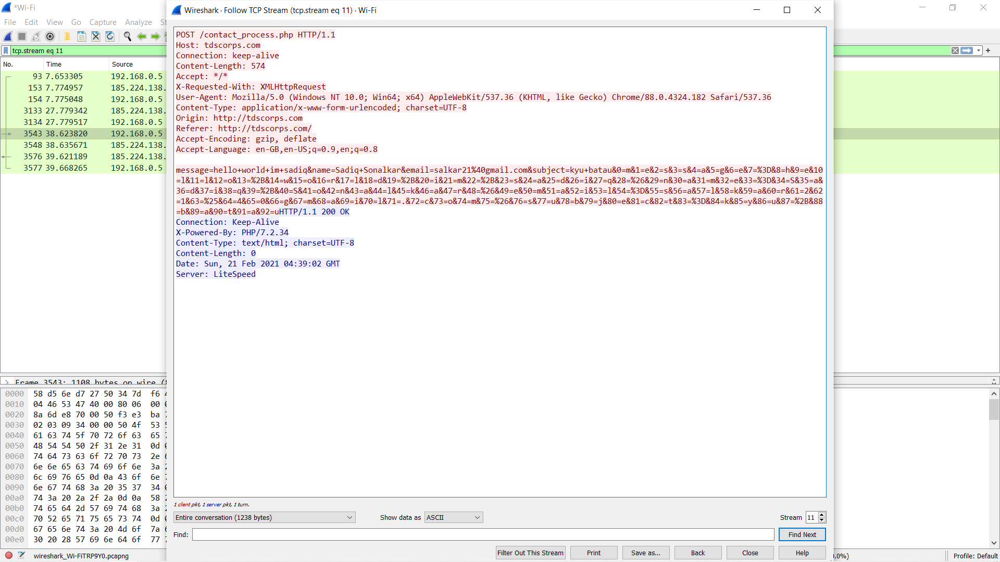 *Wi-Fi
File Edit View Go Capture Analyze St
tcp.stream eq 11
No. Time Source
93 7.653305 192.168.0.5
153 7.774957 185.224.138.
154 7.775048 192.168.0.5
3133 27.779342 185.224.138.
3134 27.779517 192.168.0.5
3543 38.623820 192.168.0.5
3548 38.635671 185.224.138.
3576 39.621189 185.224.138.
3577 39.668265 192.168.0.5
Frame 3543: 1108 bytes on wire (
0000 58 d5 6e d7 27 50 34 7d f6
0010 04 46 53 47 40 00 80 06 00
0020 8a 6d e8 70 00 50 f3 e3 ba
0030 02 03 09 34 00 00 50 4f 53
0040 61 63 74 5f 70 72 6f 63 65
0050 48 54 54 50 2f 31 2e 31 0d
0060 74 64 73 63 6f 72 70 73 2e
0070 6e 6e 65 63 74 69 6f 6e 3a
0080 6c 69 76 65 0d 0a 43 6f 6e
0090 6e 67 74 68 3a 20 35 37 34
00a0 74 3a 20 2a 2f 2a 0d 0a 58
00b0 74 65 64 2d 57 69 74 68 3a
00c0 70 52 65 71 75 65 73 74 0d
00d0 67 65 6e 74 3a 20 4d 6f 7a
00e0 30 20 28 57 69 6e 64 6f 77
wireshark_Wi-FiTRP9Y0.pcapng
Wireshark · Follow TCP Stream (tcp.stream eq 11) · Wi-Fi
POST /contact_process.php HTTP/1.1
Host: tdscorps.com
Connection: keep-alive
Content-Length: 574
Accept: */*
X-Requested-With: XMLHttpRequest
User-Agent: Mozilla/5.0 (Windows NT 10.0; Win64; x64) AppleWebKit/537.36 (KHTML, like Gecko) Chrome/88.0.4324.182 Safari/537.36
Content-Type: application/x-www-form-urlencoded; charset=UTF-8
Origin: http://tdscorps.com
Referer: http://tdscorps.com/
Accept-Encoding: gzip, deflate
Accept-Language: en-GB,en-US;q=0.9,en;q=0.8
message=hello+world+im+sadiq&name=Sadiq+Sonalkar&email=salkar21%40gmail.com&subject=kyu+batau&0=m&1=e&2=s&3=s&4=a&5=g&6=e&7=%3D&8=h&9=e&10
=l&11=l&12=o&13=%2B&14=w&15=o&16=r&17=l&18=d&19=%2B&20=i&21=m&22=%2B&23=s&24=a&25=d&26=i&27=q&28=%26&29=n&30=a&31=m&32=e&33=%3D&34=S&35=a&
36=d&37=i&38=q&39=%2B&40=S&41=o&42=n&43=a&44=l&45=k&46=a&47=r&48=%26&49=e&50=m&51=a&52=i&53=l&54=%3D&55=s&56=a&57=l&58=k&59=a&60=r&61=2&62
=1&63=%25&64=4&65=0&66=g&67=m&68=a&69=i&70=l&71=.&72=c&73=o&74=m&75=%26&76=s&77=u&78=b&79=j&80=e&81=c&82=t&83=%3D&84=k&85=y&86=u&87=%2B&88
=b&89=a&90=t&91=a&92=uHTTP/1.1 200 OK
Connection: Keep-Alive
X-Powered-By: PHP/7.2.34
Content-Type: text/html; charset=UTF-8
Content-Length: 0
Date: Sun, 21 Feb 2021 04:39:02 GMT
Server: LiteSpeed
1 client pkt, 1 server pkt, 1 turn.
Entire conversation (1238 bytes) Show data as ASCII Stream 11
Find: Find Next
Filter Out This Stream Print Save as... Back Close Help
.0%) Profile: Default